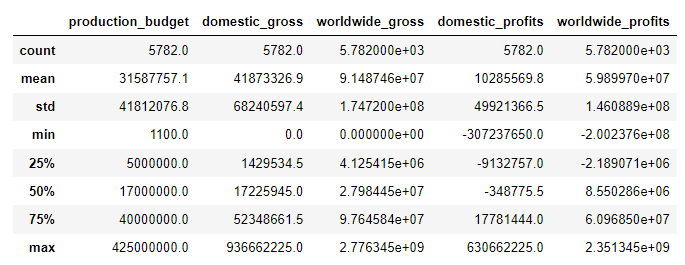 production_budget domestic_gross worldwide_gross domestic_profits worldwide_profits
count 5782.0 5782.0 5.782000e+03 5782.0 5.782000e+03
mean 31587757.1 41873326.9 9.148746e+07 10285569.8 5.989970e+07
std 41812076.8 68240597.4 1.747200e+08 49921366.5 1.460889e+08
min 1100.0 0.0 0.000000e+00 -307237650.0 -2.002376e+08
25% 5000000.0 1429534.5 4.125415e+06 -9132757.0 -2.189071e+06
50% 17000000.0 17225945.0 2.798445e+07 -348775.5 8.550286e+06
75% 40000000.0 52348661.5 9.764584e+07 17781444.0 6.096850e+07
max 425000000.0 936662225.0 2.776345e+09 630662225.0 2.351345e+09